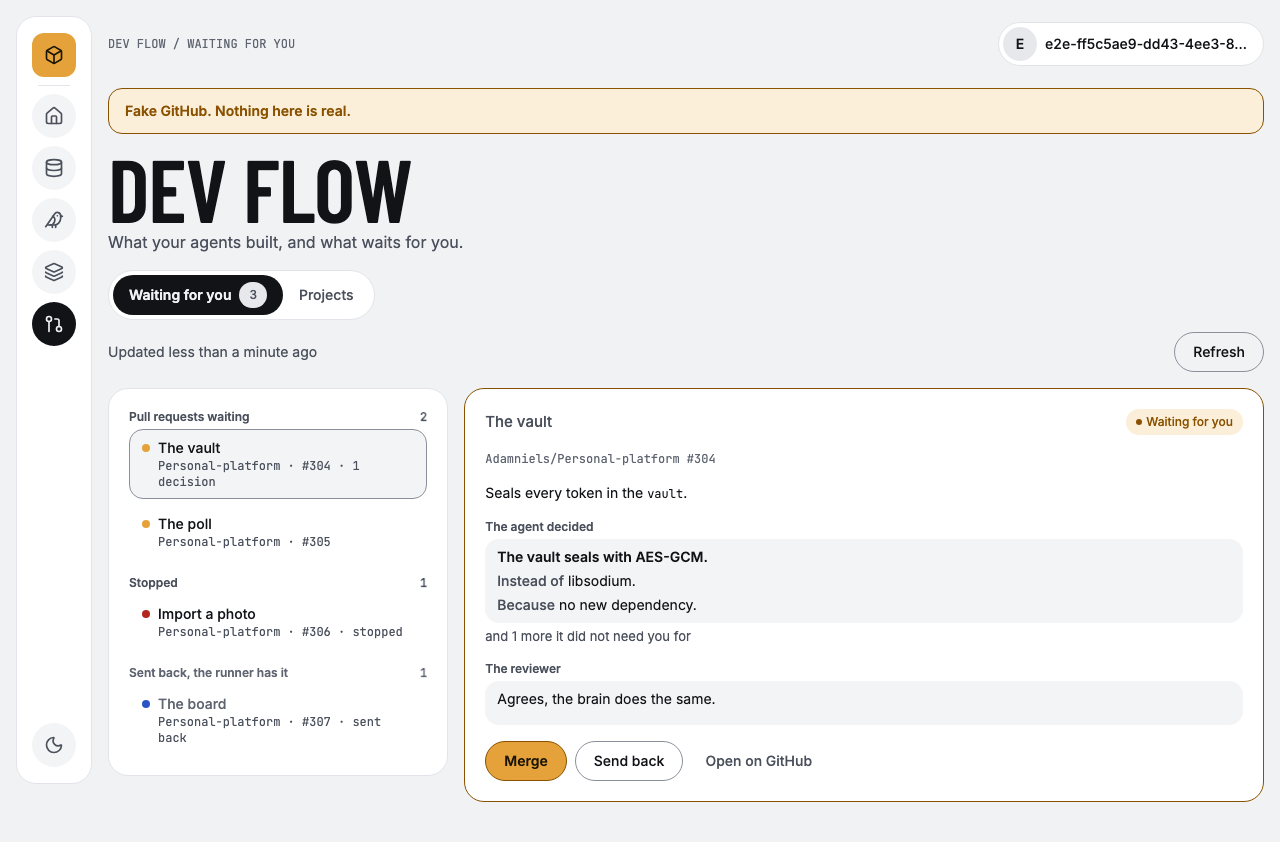 DEV FLOW / WAITING FOR YOU
E
e2e-ff5c5ae9-dd43-4ee3-8...
Fake GitHub. Nothing here is real.
DEV FLOW
What your agents built, and what waits for you.
Waiting for you 3
Projects
Updated less than a minute ago
Refresh
Pull requests waiting 2
The vault
Personal-platform · #304 · 1
decision
The poll
Personal-platform · #305
Stopped 1
Import a photo
Personal-platform · #306 · stopped
Sent back, the runner has it 1
The board
Personal-platform · #307 · sent
back
The vault
Waiting for you
Adamniels/Personal-platform #304
Seals every token in the vault.
The agent decided
The vault seals with AES-GCM.
Instead of libsodium.
Because no new dependency.
and 1 more it did not need you for
The reviewer
Agrees, the brain does the same.
Merge
Send back
Open on GitHub